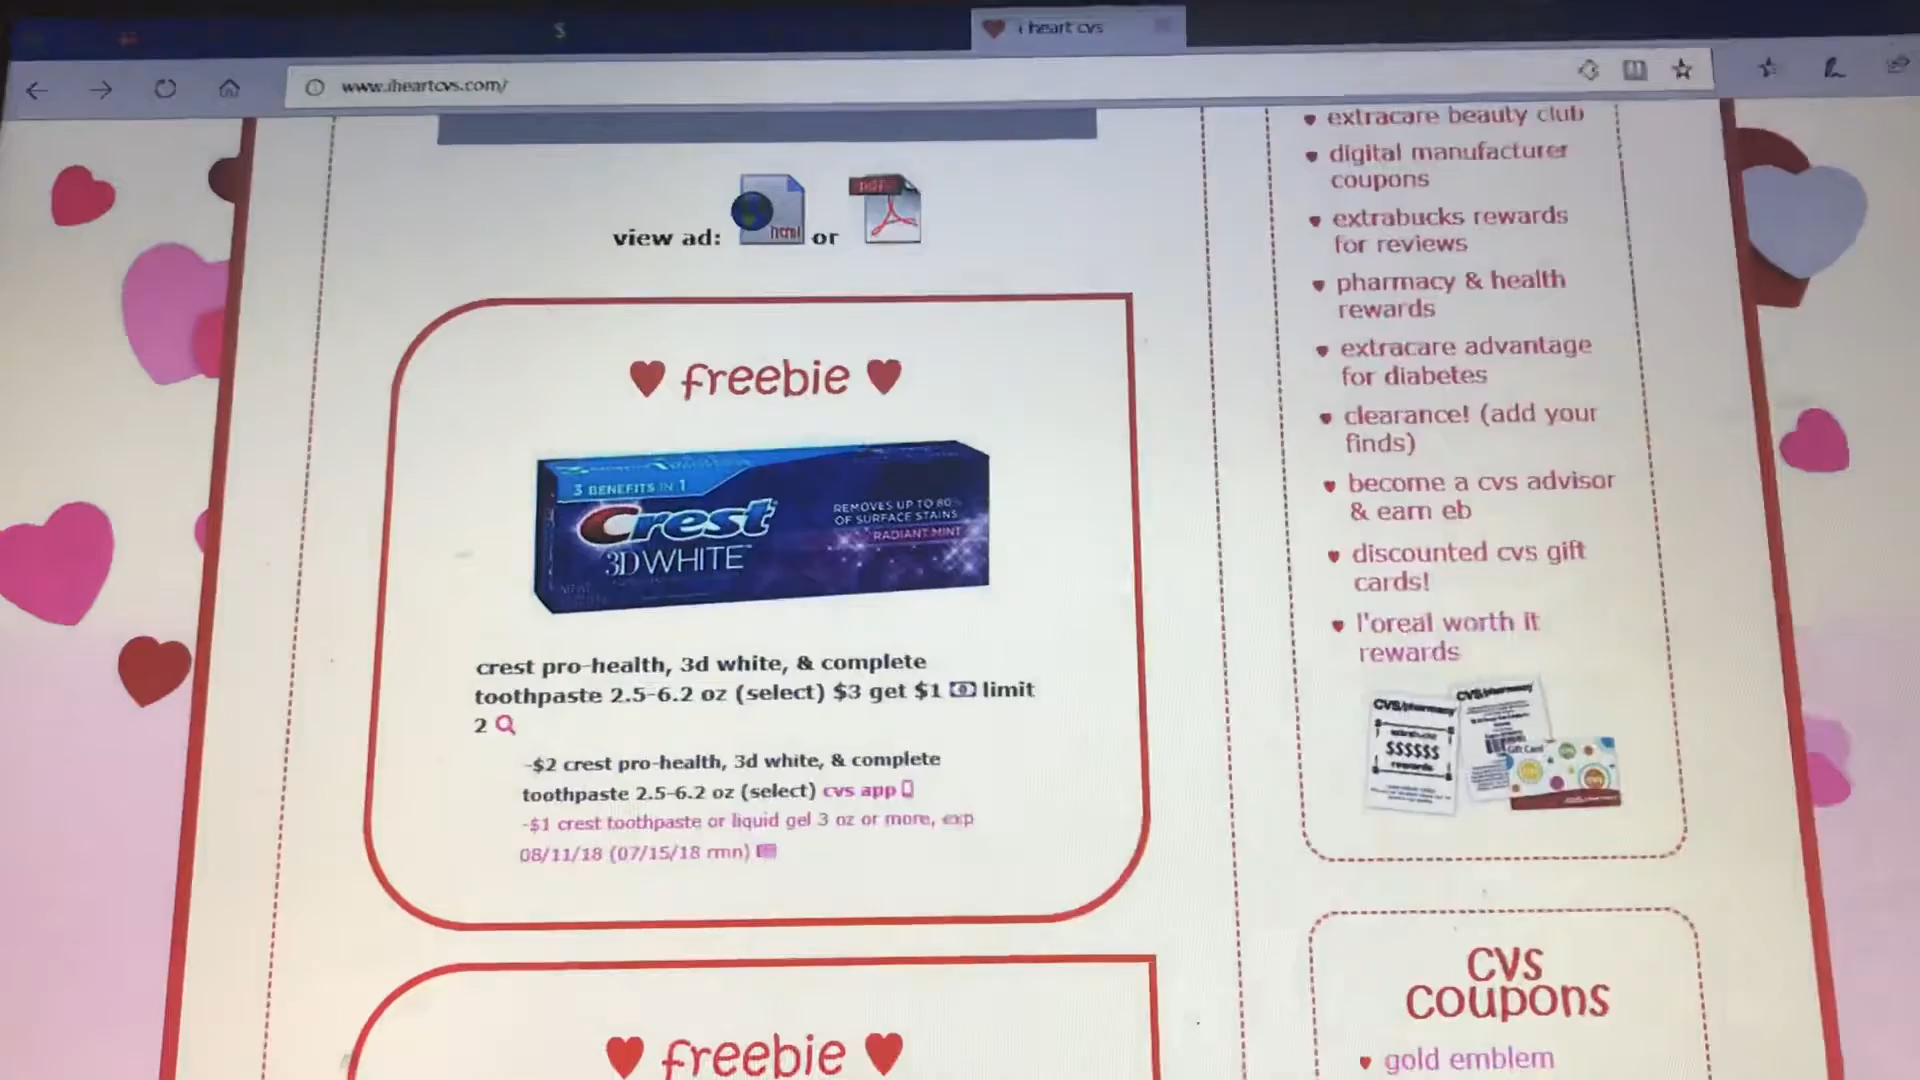 i heart cvs
www.iheartcvs.com/
view ad:
html
or
pdf
freebie
3 BENEFITS IN 1
Crest
3D WHITE
REMOVES UP TO 80%
OF SURFACE STAINS
RADIANT MINT
crest pro-health, 3d white, & complete
toothpaste 2.5-6.2 oz (select) $3 get $1 limit
2
-$2 crest pro-health, 3d white, & complete
toothpaste 2.5-6.2 oz (select) cvs app
-$1 crest toothpaste or liquid gel 3 oz or more, exp
08/11/18 (07/15/18 rmn)
freebie
extracare beauty club
digital manufacturer
coupons
extrabucks rewards
for reviews
pharmacy & health
rewards
extracare advantage
for diabetes
clearance! (add your
finds)
become a cvs advisor
& earn eb
discounted cvs gift
cards!
l'oreal worth it
rewards
CVS/pharmacy
$$$$$$
rewards
CVS/pharmacy
Gift Card
CVS
coupons
gold emblem